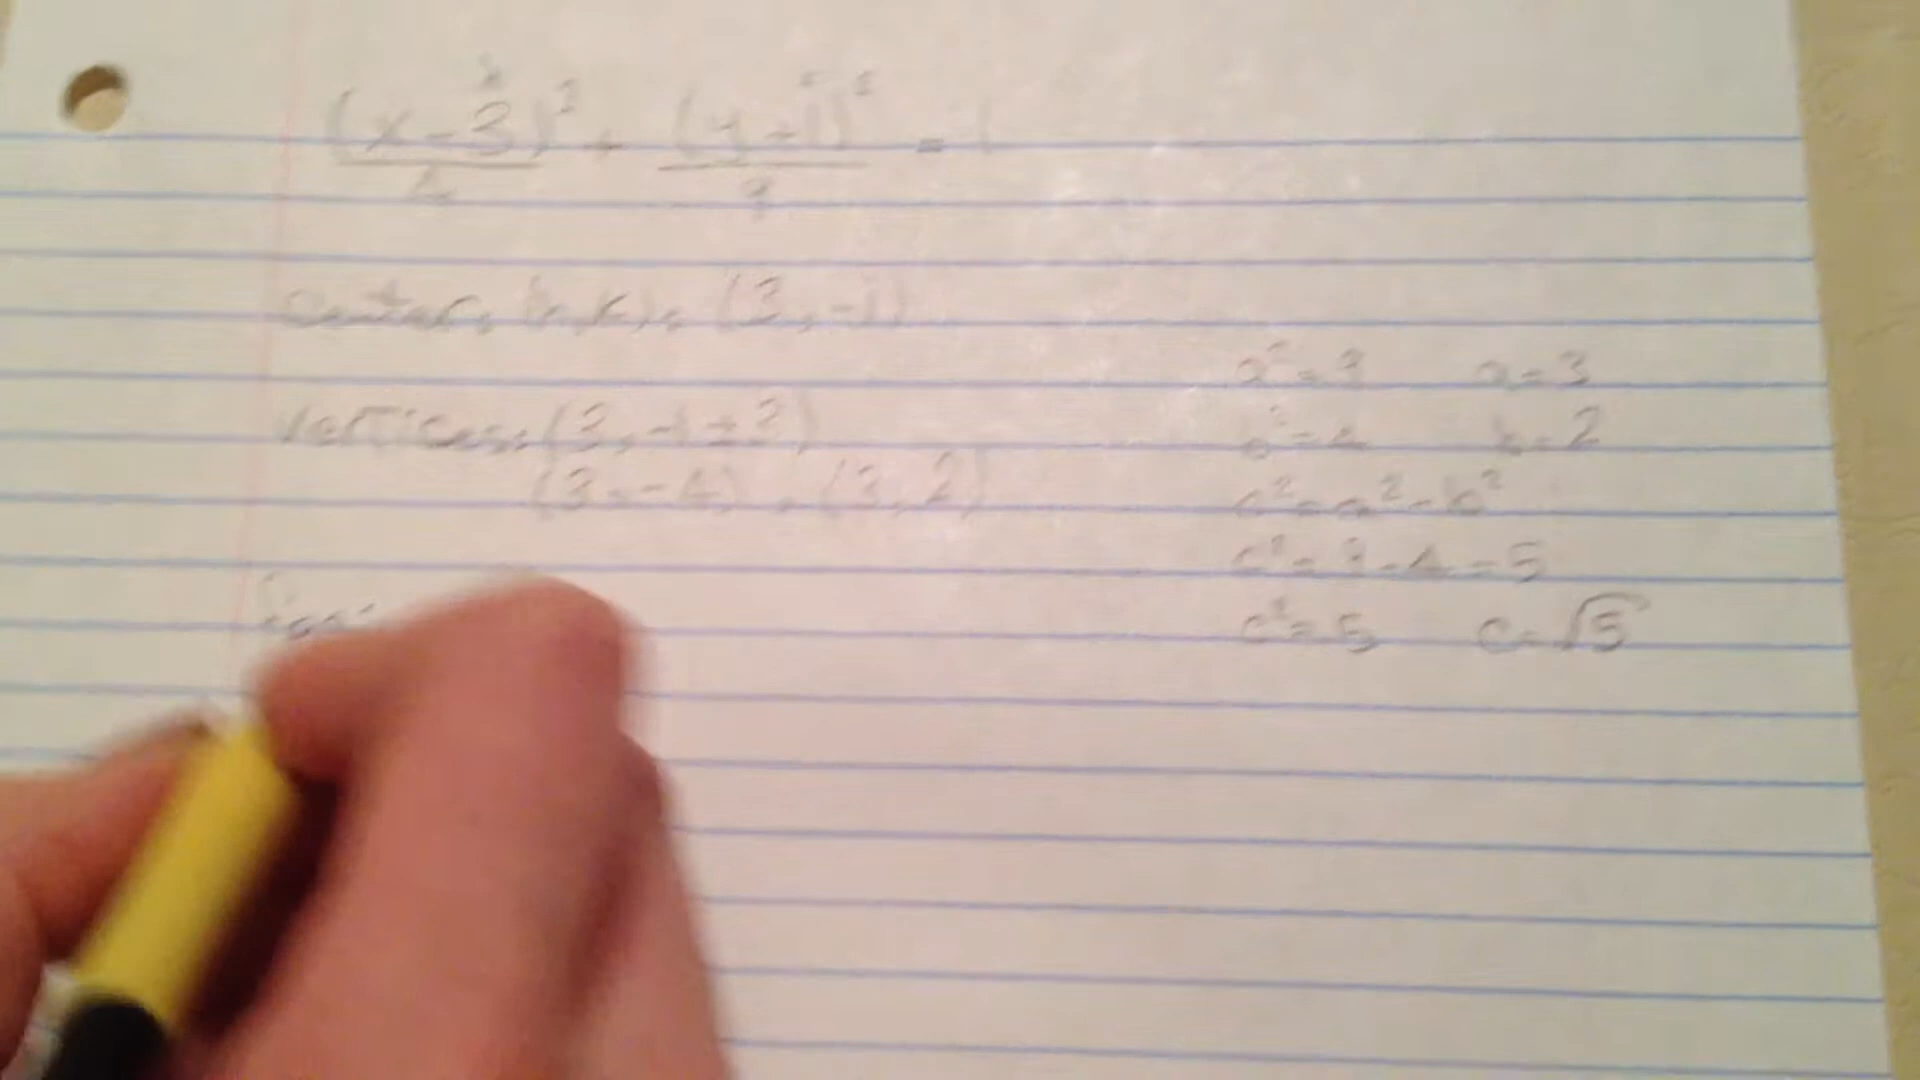 (x-3)²/4 + (y+1)²/9 = 1
Center: (h,k): (3,-1)
Vertices: (3,-1±3)
(3,-4), (3,2)
foci
a²=9 a=3
b²=4 b=2
c²=a²-b²
c²=9-4=5
c²=5 c=√5